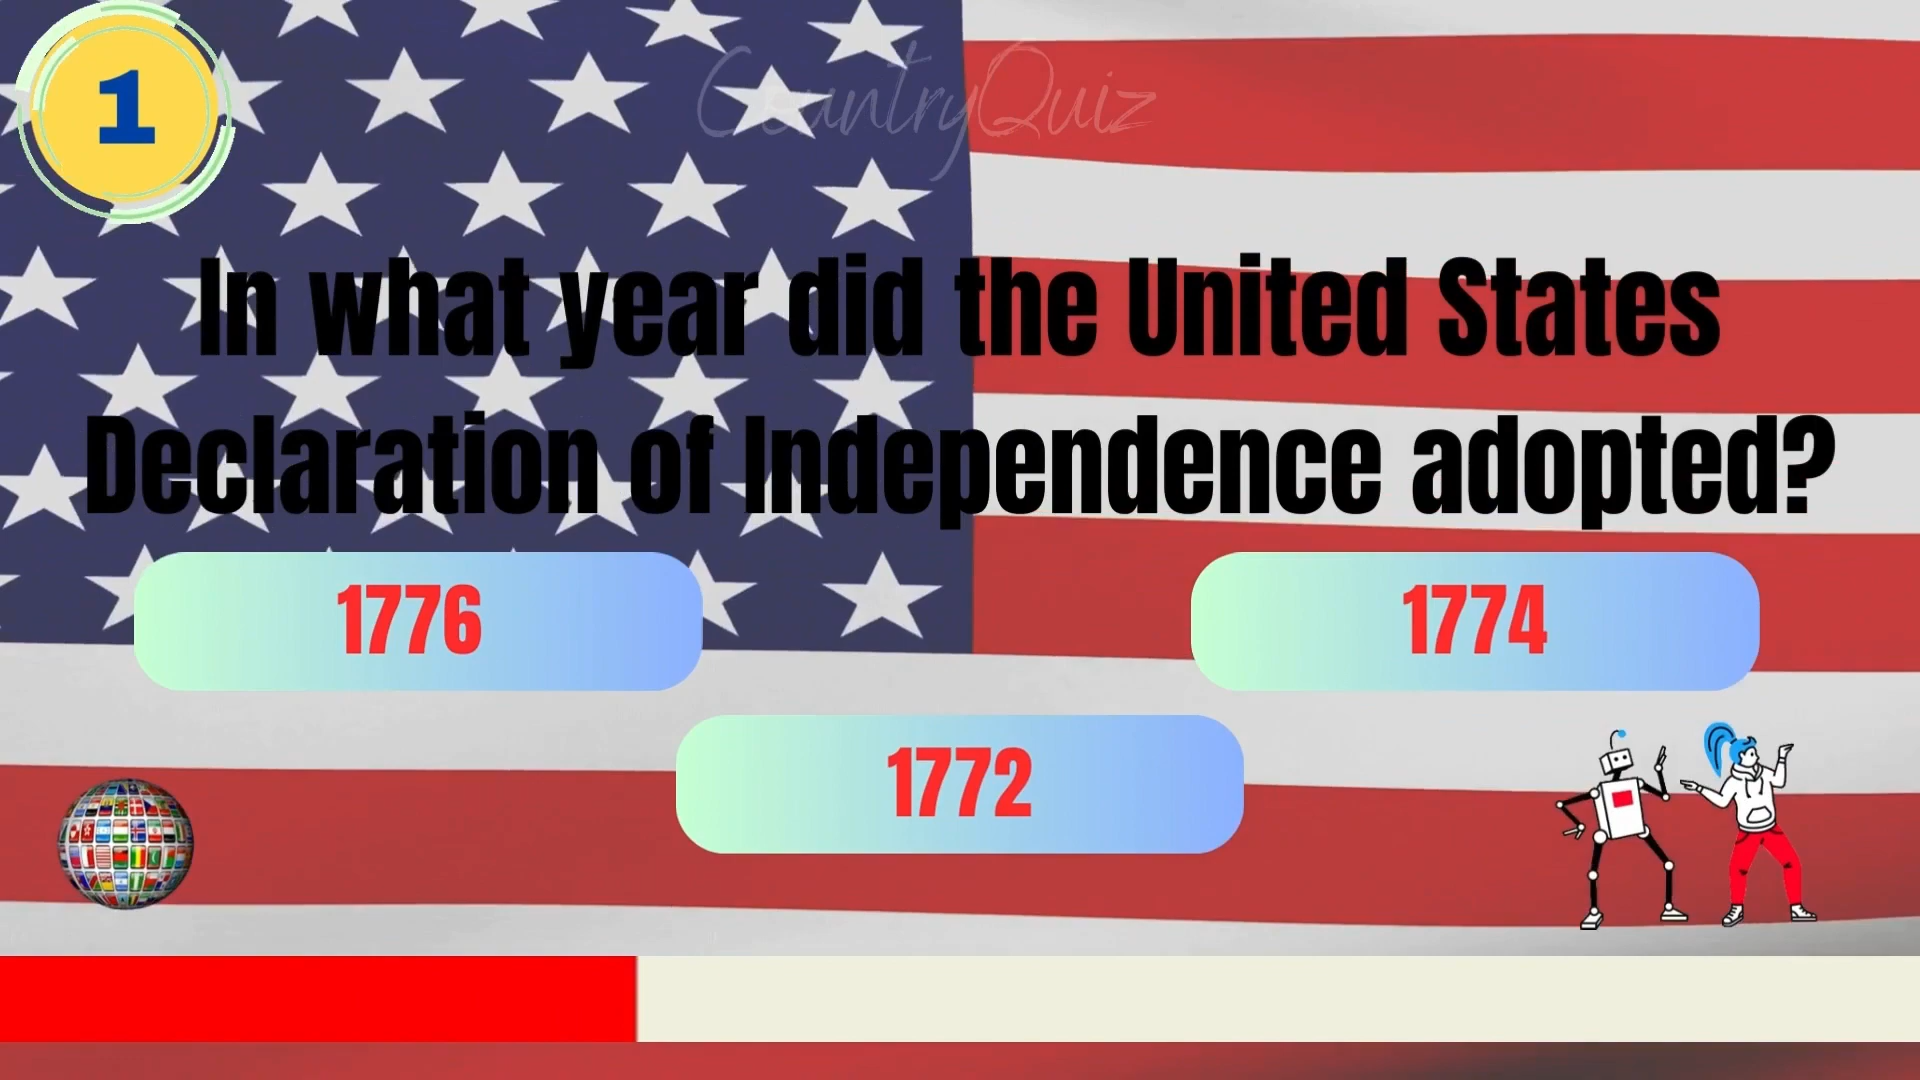 1
CountryQuiz
In what year did the United States
Declaration of Independence adopted?
1776
1774
1772